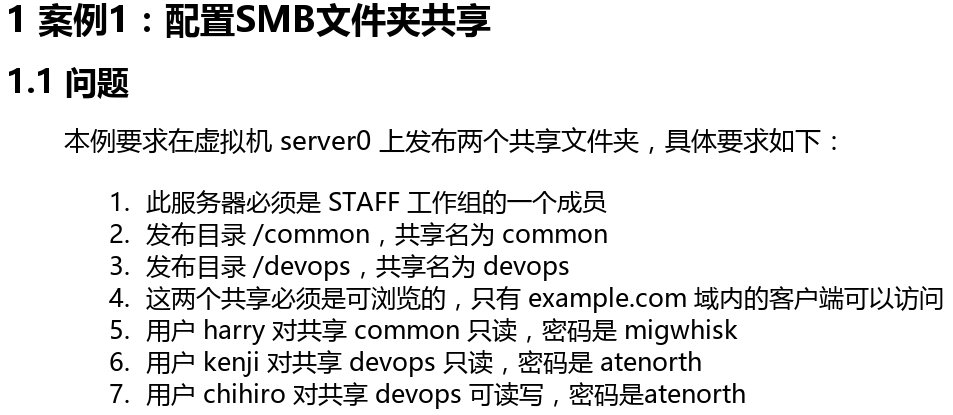 1 案例1：配置SMB文件夹共享
1.1 问题
本例要求在虚拟机 server0 上发布两个共享文件夹，具体要求如下：
1. 此服务器必须是 STAFF 工作组的一个成员
2. 发布目录 /common，共享名为 common
3. 发布目录 /devops，共享名为 devops
4. 这两个共享必须是可浏览的，只有 example.com 域内的客户端可以访问
5. 用户 harry 对共享 common 只读，密码是 migwhisk
6. 用户 kenji 对共享 devops 只读，密码是 atenorth
7. 用户 chihiro 对共享 devops 可读写，密码是atenorth